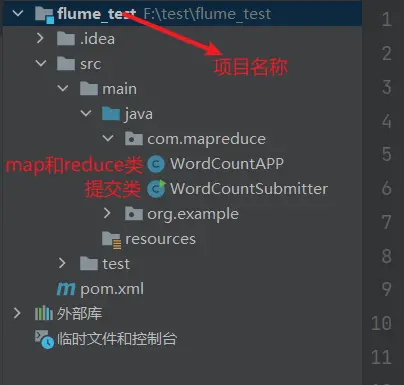 flume_test F:\test\flume_test 1
项目名称
.idea 2
src 3
main
java 4
com.mapreduce 5
map和reduce类 WordCountAPP
提交类 WordCountSubmitter 6
org.example 7
resources
test 8
pom.xml 9
外部库 10
临时文件和控制台 11
12